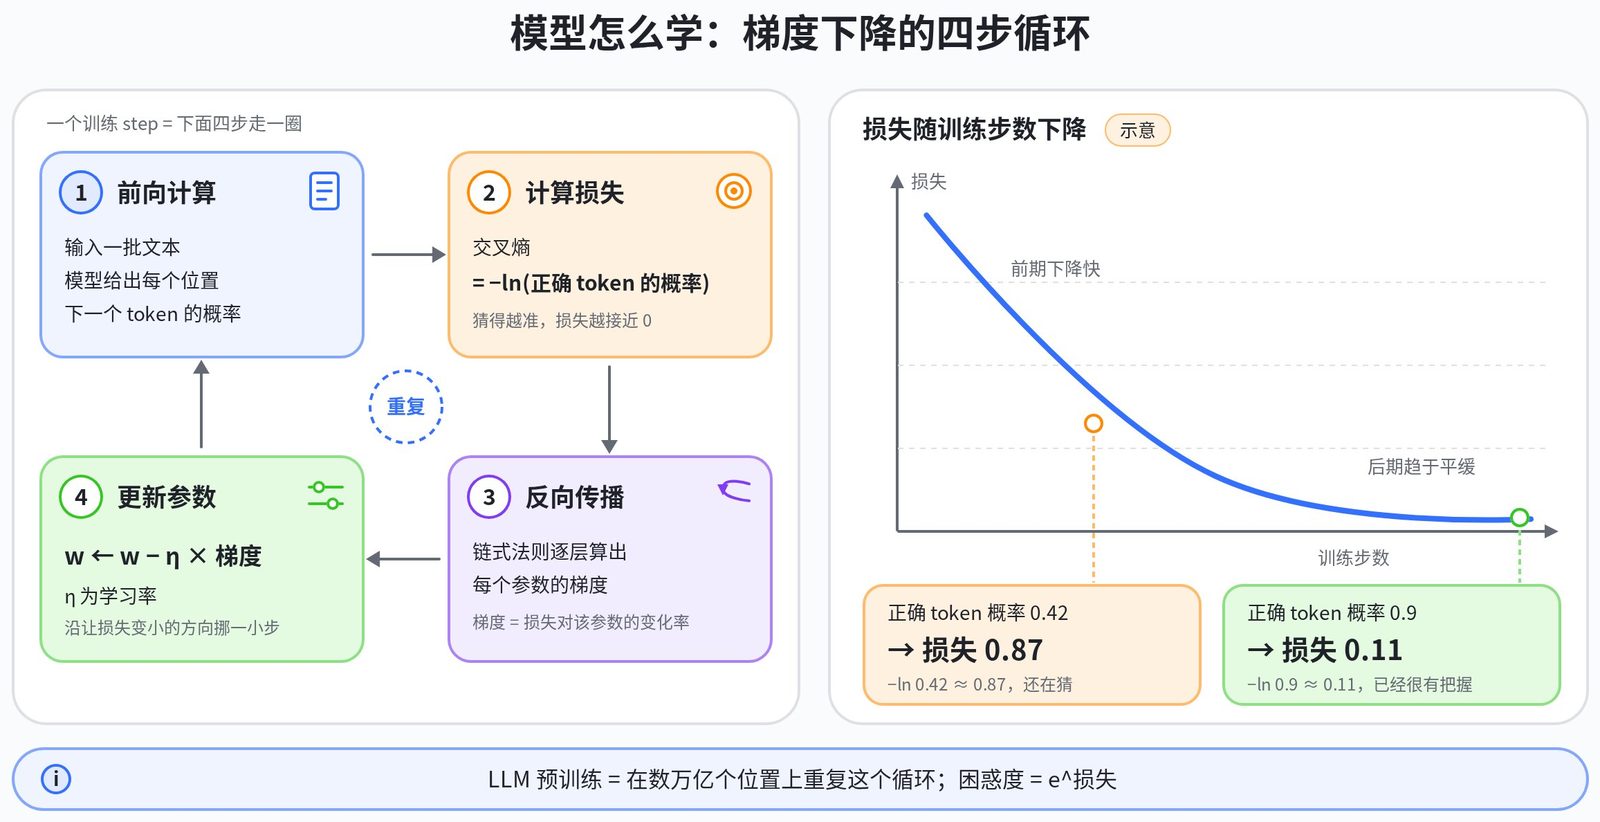 模型怎么学：梯度下降的四步循环
一个训练 step = 下面四步走一圈
1 前向计算
输入一批文本
模型给出每个位置
下一个 token 的概率
2 计算损失
交叉熵
= −ln(正确 token 的概率)
猜得越准，损失越接近 0
重复
4 更新参数
w ← w − η × 梯度
η 为学习率
沿让损失变小的方向挪一小步
3 反向传播
链式法则逐层算出
每个参数的梯度
梯度 = 损失对该参数的变化率
损失随训练步数下降 示意
损失
前期下降快
后期趋于平缓
训练步数
正确 token 概率 0.42
→ 损失 0.87
−ln 0.42 ≈ 0.87，还在猜
正确 token 概率 0.9
→ 损失 0.11
−ln 0.9 ≈ 0.11，已经很有把握
i LLM 预训练 = 在数万亿个位置上重复这个循环；困惑度 = e^损失